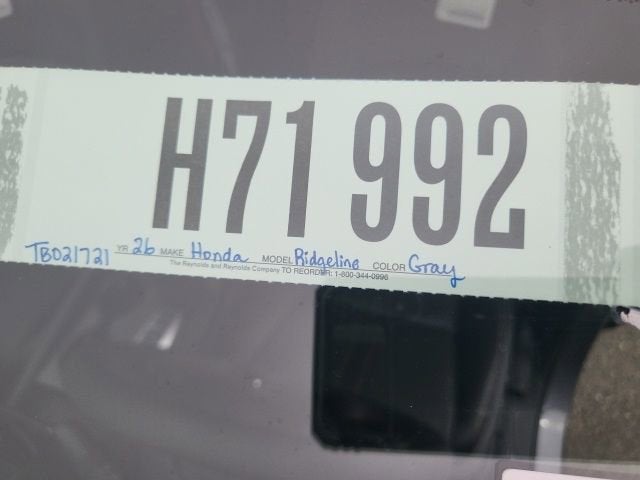 H71 992
TB021721 YR 26 MAKE Honda MODEL Ridgeline COLOR Gray
The Reynolds and Reynolds Company TO REORDER: 1-800-344-0996